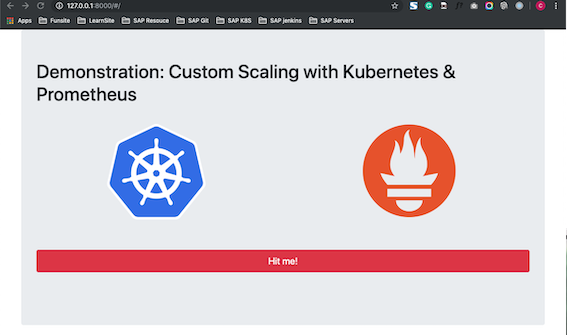 127.0.0.1:8000/#/
Apps Funsite LearnSite SAP Resouce SAP Git SAP K8S SAP jenkins SAP Servers
Demonstration: Custom Scaling with Kubernetes &
Prometheus
Hit me!